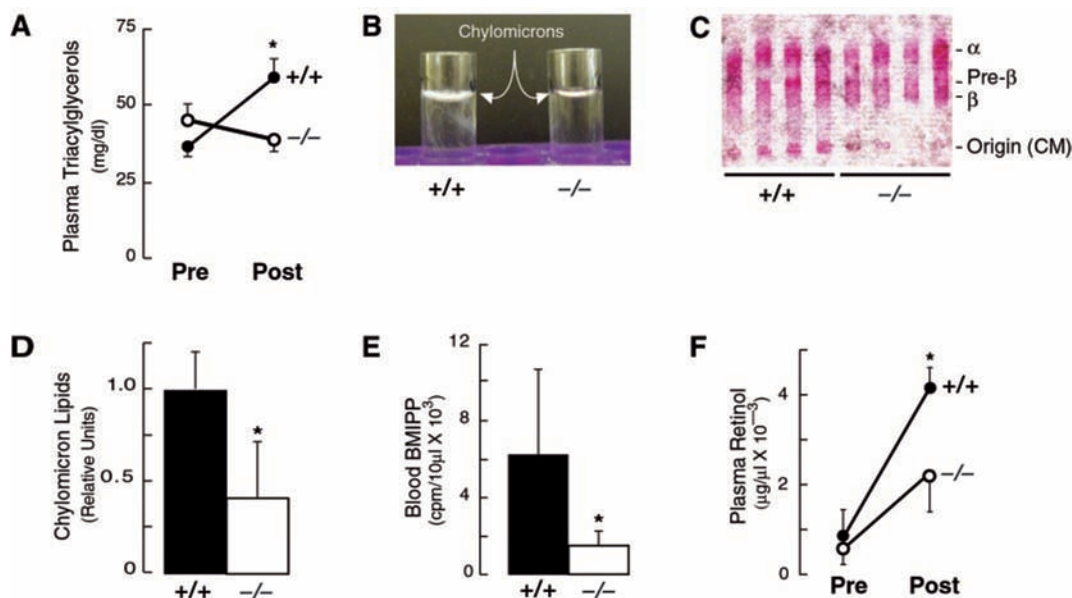 A
Plasma Triacylglycerols
(mg/dl)
75
50
25
0
*
+/+
−/−
Pre
Post
B
Chylomicrons
+/+
−/−
C
α
Pre-β
β
Origin (CM)
+/+
−/−
D
Chylomicron Lipids
(Relative Units)
1.0
0.5
0
*
+/+
−/−
E
Blood BMIPP
(cpm/10μl X 10³)
12
8
4
0
*
+/+
−/−
F
Plasma Retinol
(μg/μl X 10⁻³)
4
2
0
*
+/+
−/−
Pre
Post